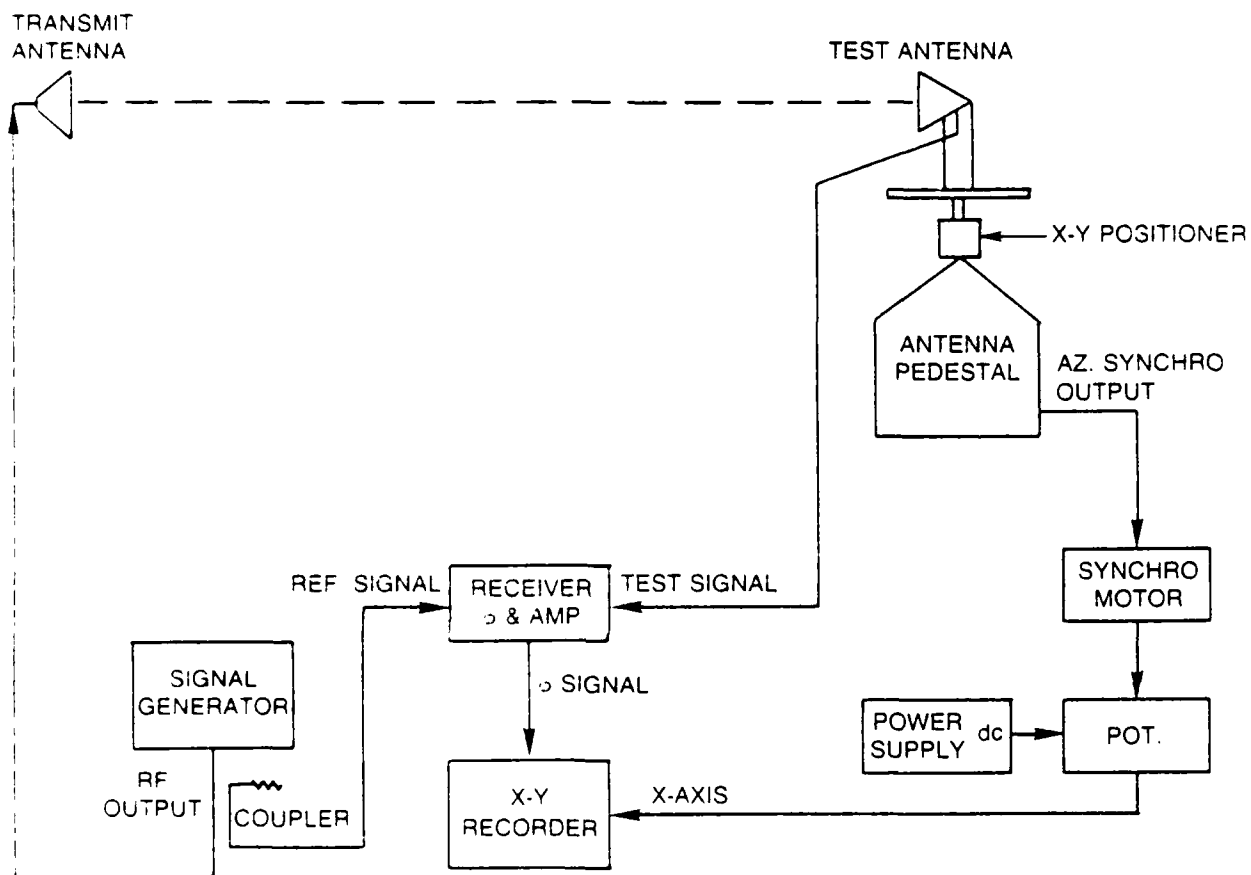 TRANSMIT
ANTENNA
TEST ANTENNA
X-Y POSITIONER
ANTENNA
PEDESTAL
AZ. SYNCHRO
OUTPUT
SYNCHRO
MOTOR
REF SIGNAL
RECEIVER
φ & AMP
TEST SIGNAL
SIGNAL
GENERATOR
φ SIGNAL
POWER
SUPPLY dc
POT.
RF
OUTPUT
COUPLER
X-Y
RECORDER
X-AXIS